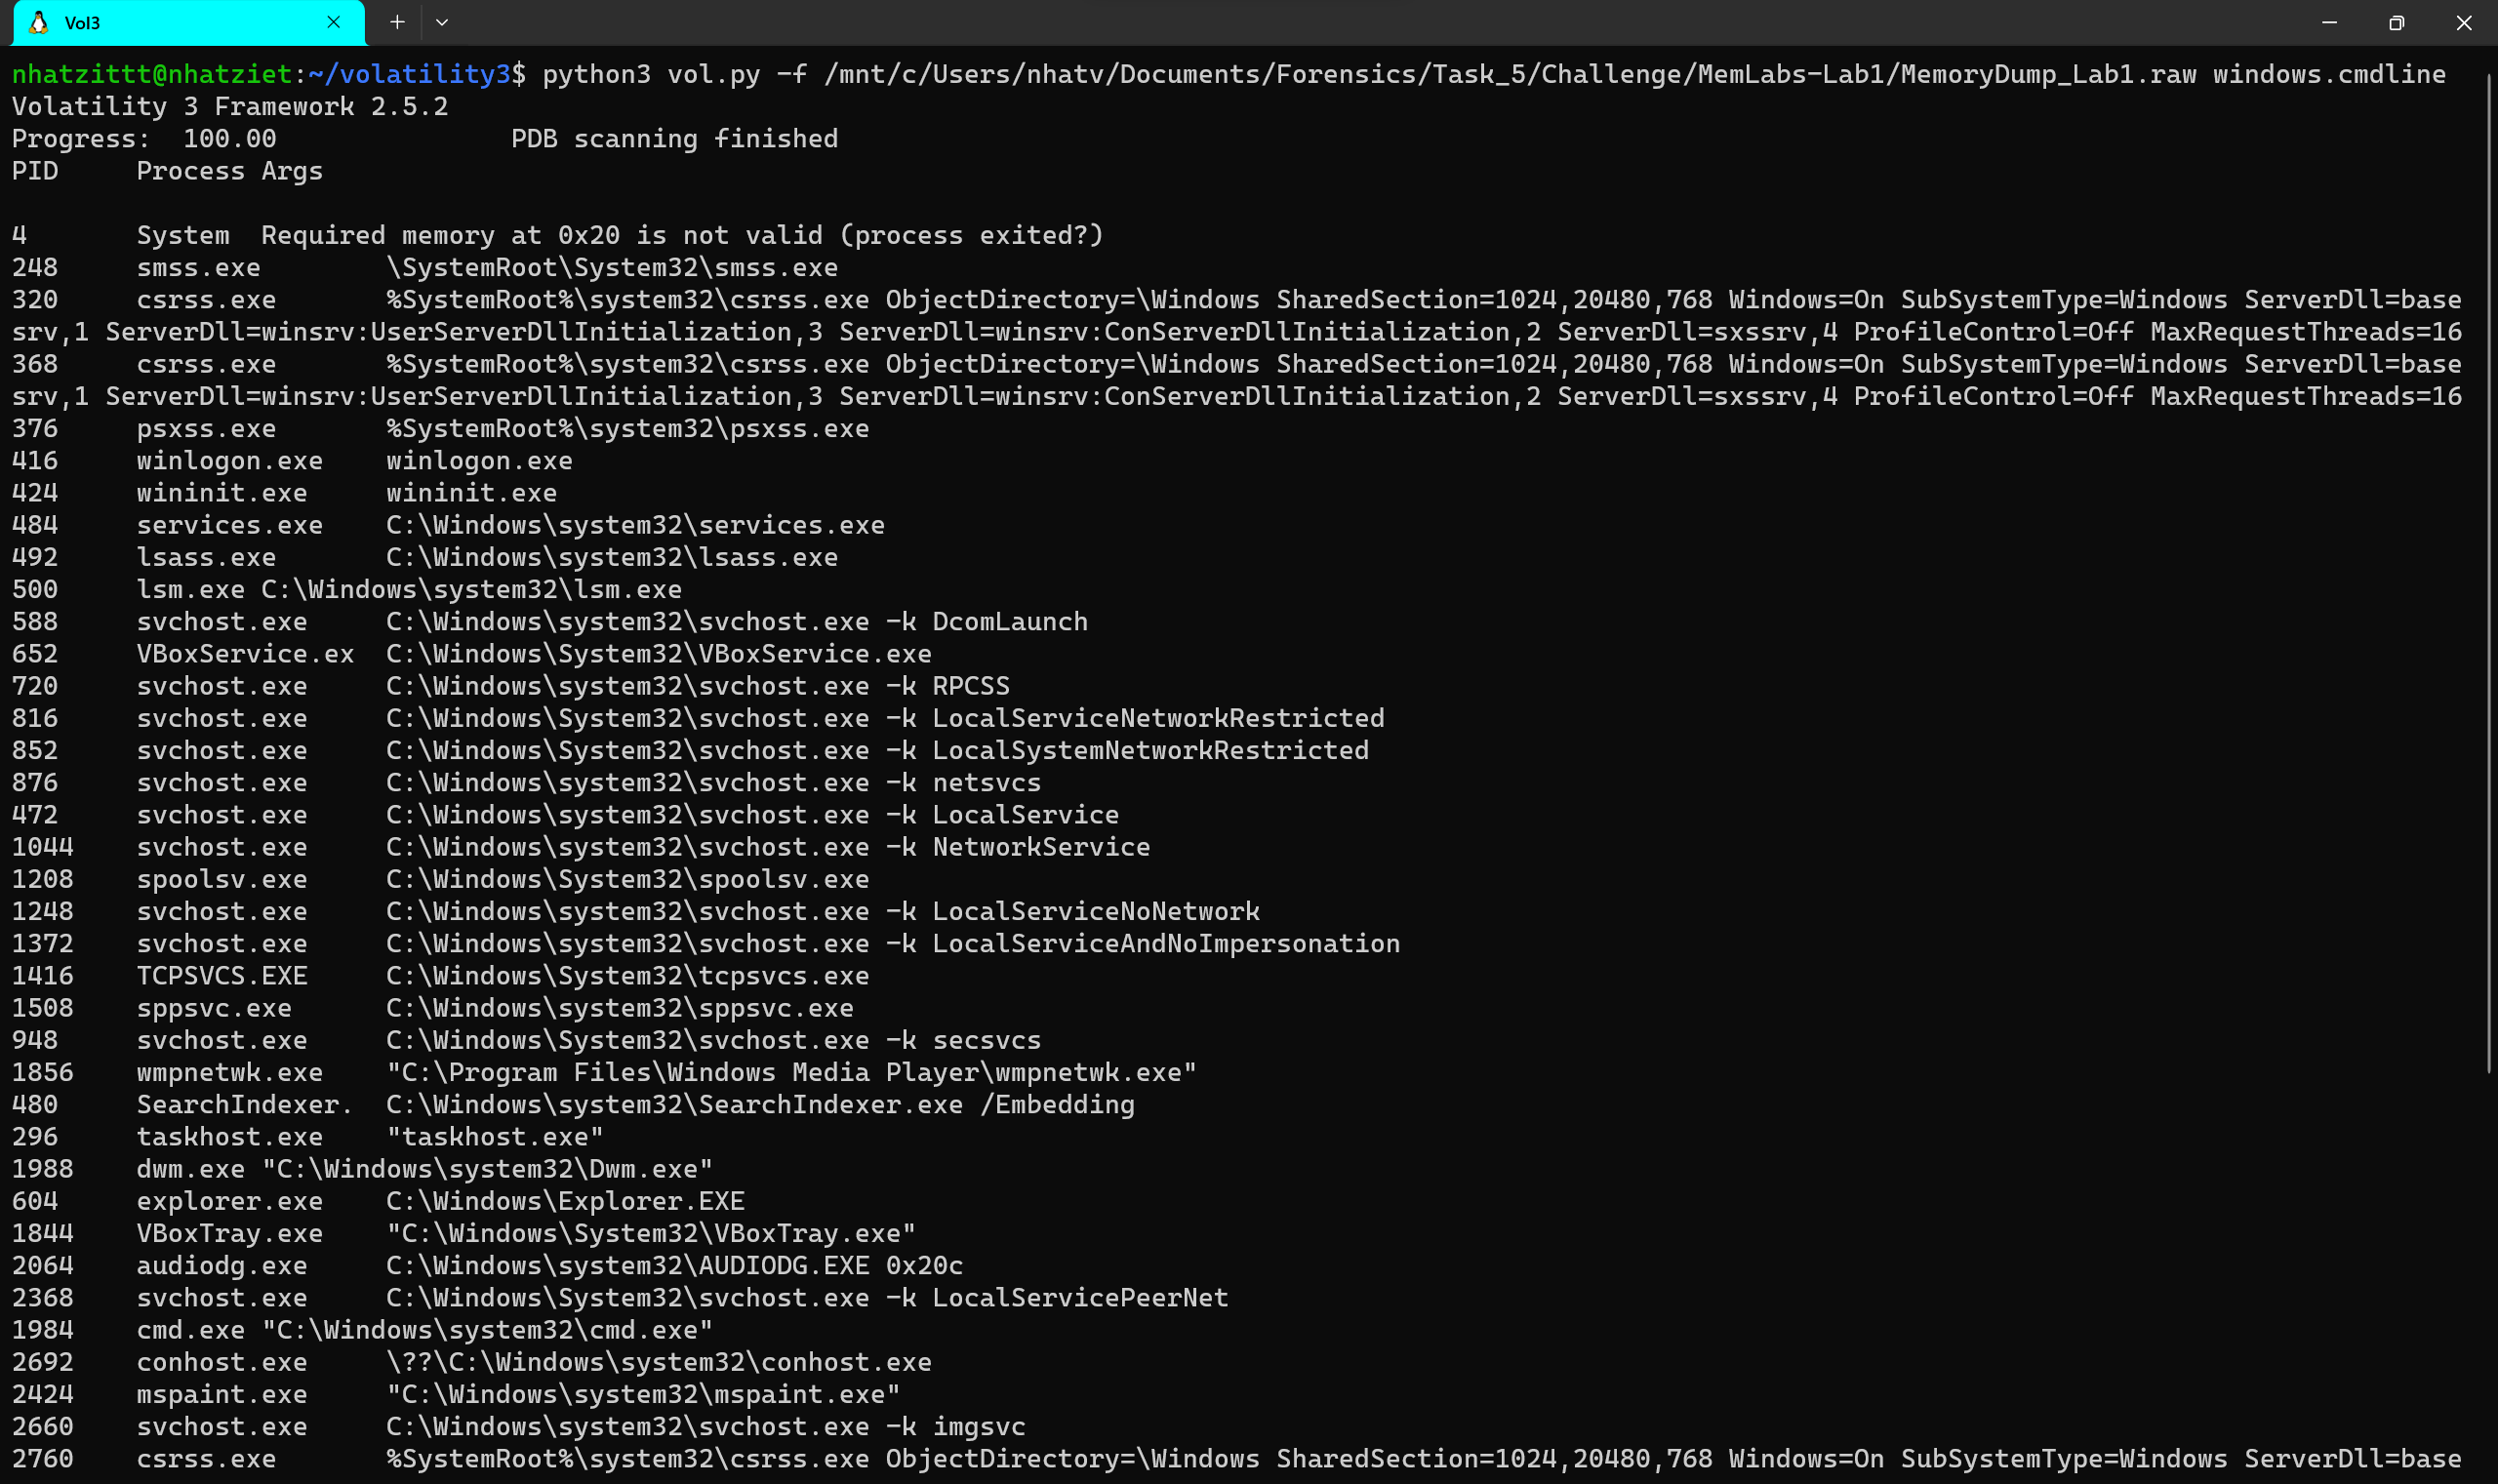 Vol3
nhatzittt@nhatziet:~/volatility3$ python3 vol.py -f /mnt/c/Users/nhatv/Documents/Forensics/Task_5/Challenge/MemLabs-Lab1/MemoryDump_Lab1.raw windows.cmdline
Volatility 3 Framework 2.5.2
Progress:  100.00               PDB scanning finished
PID     Process Args
4       System  Required memory at 0x20 is not valid (process exited?)
248     smss.exe        \SystemRoot\System32\smss.exe
320     csrss.exe       %SystemRoot%\system32\csrss.exe ObjectDirectory=\Windows SharedSection=1024,20480,768 Windows=On SubSystemType=Windows ServerDll=base
srv,1 ServerDll=winsrv:UserServerDllInitialization,3 ServerDll=winsrv:ConServerDllInitialization,2 ServerDll=sxssrv,4 ProfileControl=Off MaxRequestThreads=16
368     csrss.exe       %SystemRoot%\system32\csrss.exe ObjectDirectory=\Windows SharedSection=1024,20480,768 Windows=On SubSystemType=Windows ServerDll=base
srv,1 ServerDll=winsrv:UserServerDllInitialization,3 ServerDll=winsrv:ConServerDllInitialization,2 ServerDll=sxssrv,4 ProfileControl=Off MaxRequestThreads=16
376     psxss.exe       %SystemRoot%\system32\psxss.exe
416     winlogon.exe    winlogon.exe
424     wininit.exe     wininit.exe
484     services.exe    C:\Windows\system32\services.exe
492     lsass.exe       C:\Windows\system32\lsass.exe
500     lsm.exe C:\Windows\system32\lsm.exe
588     svchost.exe     C:\Windows\system32\svchost.exe -k DcomLaunch
652     VBoxService.ex  C:\Windows\System32\VBoxService.exe
720     svchost.exe     C:\Windows\system32\svchost.exe -k RPCSS
816     svchost.exe     C:\Windows\System32\svchost.exe -k LocalServiceNetworkRestricted
852     svchost.exe     C:\Windows\System32\svchost.exe -k LocalSystemNetworkRestricted
876     svchost.exe     C:\Windows\system32\svchost.exe -k netsvcs
472     svchost.exe     C:\Windows\system32\svchost.exe -k LocalService
1044    svchost.exe     C:\Windows\system32\svchost.exe -k NetworkService
1208    spoolsv.exe     C:\Windows\System32\spoolsv.exe
1248    svchost.exe     C:\Windows\system32\svchost.exe -k LocalServiceNoNetwork
1372    svchost.exe     C:\Windows\system32\svchost.exe -k LocalServiceAndNoImpersonation
1416    TCPSVCS.EXE     C:\Windows\System32\tcpsvcs.exe
1508    sppsvc.exe      C:\Windows\system32\sppsvc.exe
948     svchost.exe     C:\Windows\System32\svchost.exe -k secsvcs
1856    wmpnetwk.exe    "C:\Program Files\Windows Media Player\wmpnetwk.exe"
480     SearchIndexer.  C:\Windows\system32\SearchIndexer.exe /Embedding
296     taskhost.exe    "taskhost.exe"
1988    dwm.exe "C:\Windows\system32\Dwm.exe"
604     explorer.exe    C:\Windows\Explorer.EXE
1844    VBoxTray.exe    "C:\Windows\System32\VBoxTray.exe"
2064    audiodg.exe     C:\Windows\system32\AUDIODG.EXE 0x20c
2368    svchost.exe     C:\Windows\System32\svchost.exe -k LocalServicePeerNet
1984    cmd.exe "C:\Windows\system32\cmd.exe"
2692    conhost.exe     \??\C:\Windows\system32\conhost.exe
2424    mspaint.exe     "C:\Windows\system32\mspaint.exe"
2660    svchost.exe     C:\Windows\system32\svchost.exe -k imgsvc
2760    csrss.exe       %SystemRoot%\system32\csrss.exe ObjectDirectory=\Windows SharedSection=1024,20480,768 Windows=On SubSystemType=Windows ServerDll=base